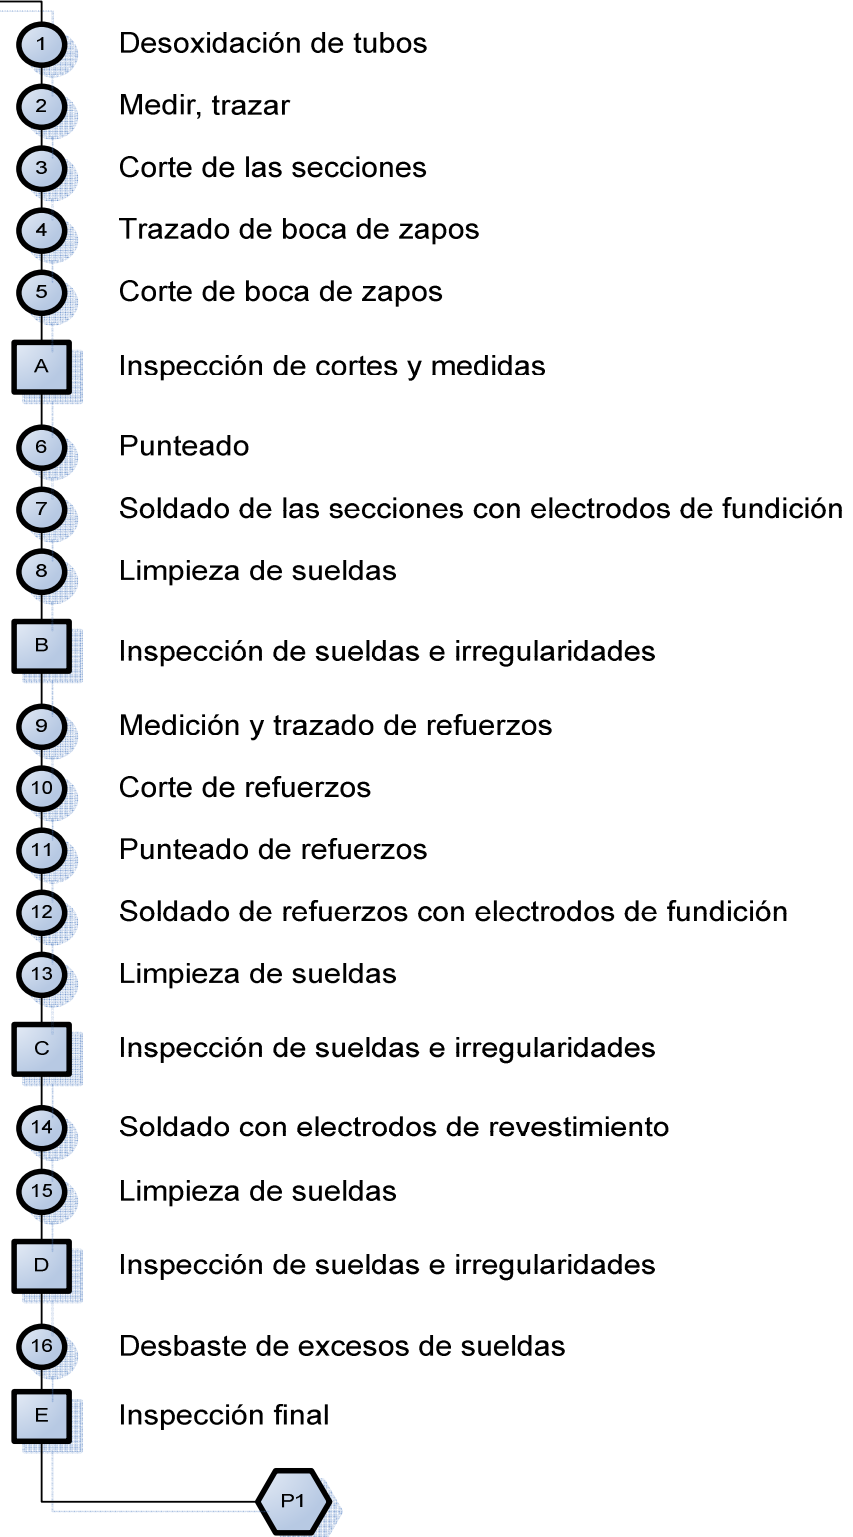 1 Desoxidación de tubos
2 Medir, trazar
3 Corte de las secciones
4 Trazado de boca de zapos
5 Corte de boca de zapos
A Inspección de cortes y medidas
6 Punteado
7 Soldado de las secciones con electrodos de fundición
8 Limpieza de sueldas
B Inspección de sueldas e irregularidades
9 Medición y trazado de refuerzos
10 Corte de refuerzos
11 Punteado de refuerzos
12 Soldado de refuerzos con electrodos de fundición
13 Limpieza de sueldas
C Inspección de sueldas e irregularidades
14 Soldado con electrodos de revestimiento
15 Limpieza de sueldas
D Inspección de sueldas e irregularidades
16 Desbaste de excesos de sueldas
E Inspección final
P1